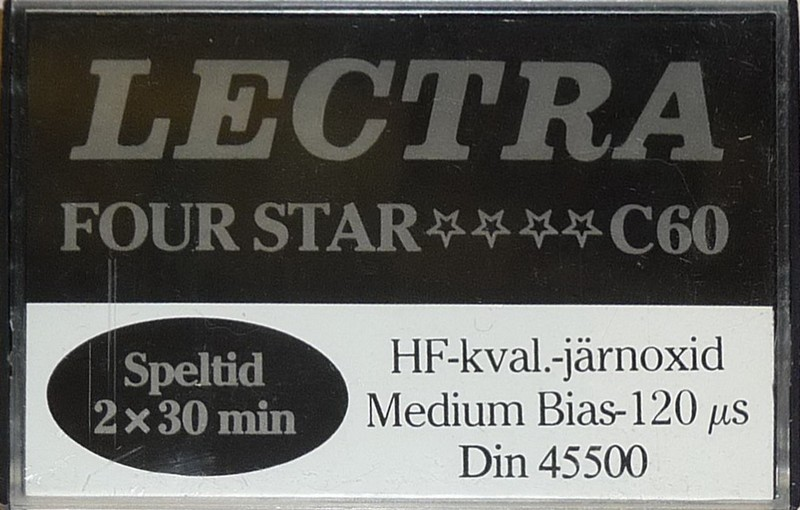 LECTRA
FOUR STAR ☆☆☆☆ C60
Speltid
2 × 30 min
HF-kval.-järnoxid
Medium Bias-120 µs
Din 45500